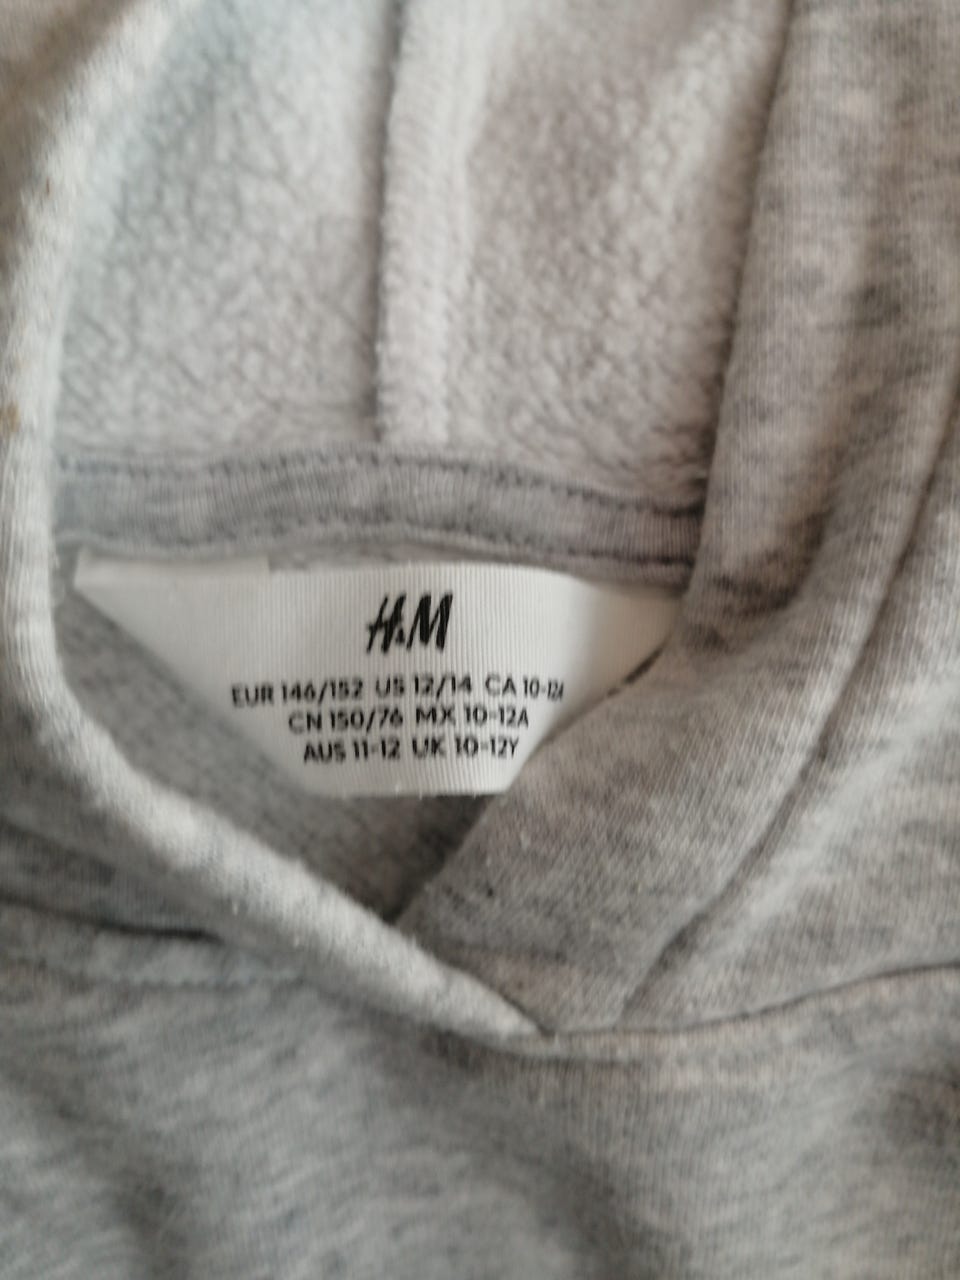 H&M
EUR 146/152 US 12/14 CA 10-12
CN 150/76 MX 10-12A
AUS 11-12 UK 10-12Y